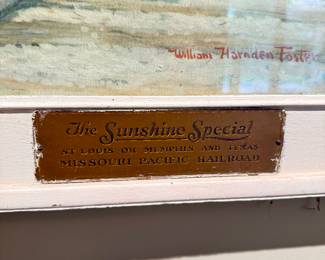 William Harnden Foster
The Sunshine Special
ST. LOUIS OR MEMPHIS AND TEXAS
MISSOURI PACIFIC RAILROAD